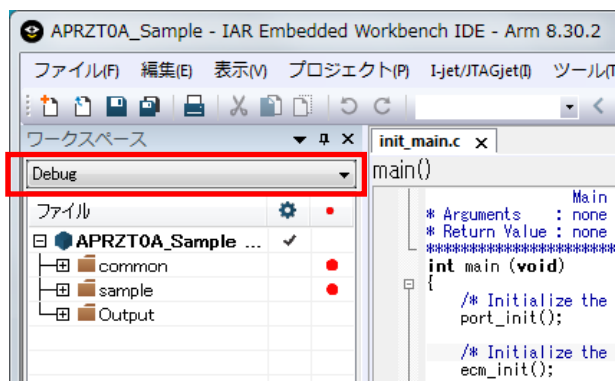 APRZT0A_Sample - IAR Embedded Workbench IDE - Arm 8.30.2
ファイル(F) 編集(E) 表示(V) プロジェクト(P) I-jet/JTAGjet(I) ツール(T
ワークスペース
init_main.c
Debug
main()
ファイル
APRZT0A_Sample ...
common
sample
Output
Main
* Arguments : none
* Return Value : none
***********************
int main (void)
{
/* Initialize the
port_init();
/* Initialize the
ecm_init();